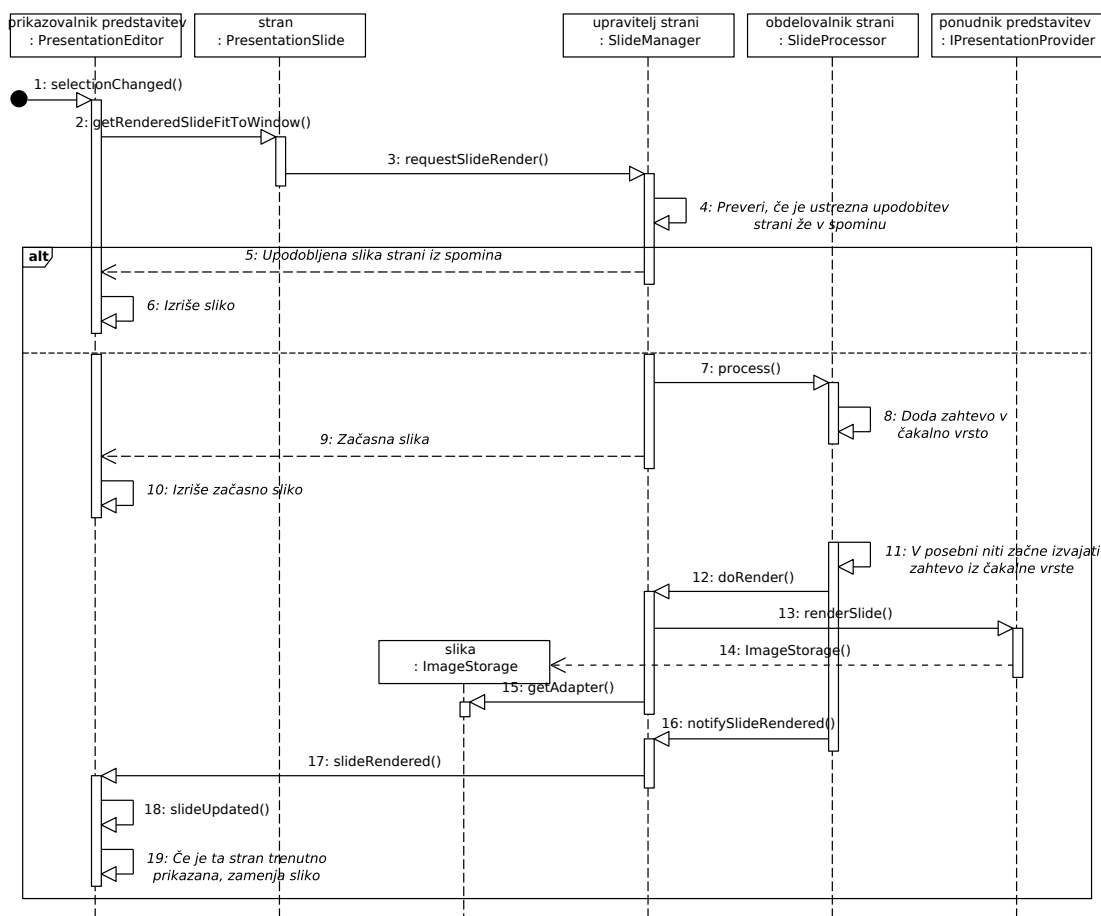 prikazovalnik predstavitev
: PresentationEditor
stran
: PresentationSlide
upravitelj strani
: SlideManager
obdelovalnik strani
: SlideProcessor
ponudnik predstavitev
: IPresentationProvider
1: selectionChanged()
2: getRenderedSlideFitToWindow()
3: requestSlideRender()
4: Preveri, če je ustrezna upodobitev
strani že v spominu
alt
5: Upodobljena slika strani iz spomina
6: Izriše sliko
7: process()
8: Doda zahtevo v
čakalno vrsto
9: Začasna slika
10: Izriše začasno sliko
11: V posebni niti začne izvajati
zahtevo iz čakalne vrste
12: doRender()
13: renderSlide()
slika
: ImageStorage
14: ImageStorage()
15: getAdapter()
16: notifySlideRendered()
17: slideRendered()
18: slideUpdated()
19: Če je ta stran trenutno
prikazana, zamenja sliko